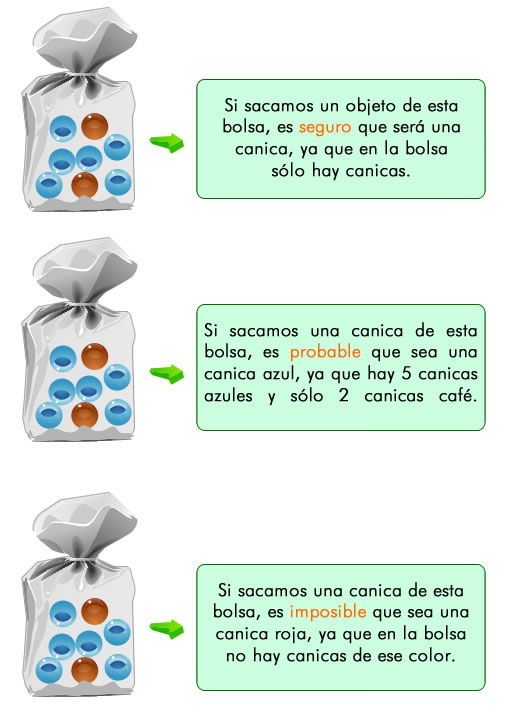 Si sacamos un objeto de esta
bolsa, es seguro que será una
canica, ya que en la bolsa
sólo hay canicas.
Si sacamos una canica de esta
bolsa, es probable que sea una
canica azul, ya que hay 5 canicas
azules y sólo 2 canicas café.
Si sacamos una canica de esta
bolsa, es imposible que sea una
canica roja, ya que en la bolsa
no hay canicas de ese color.